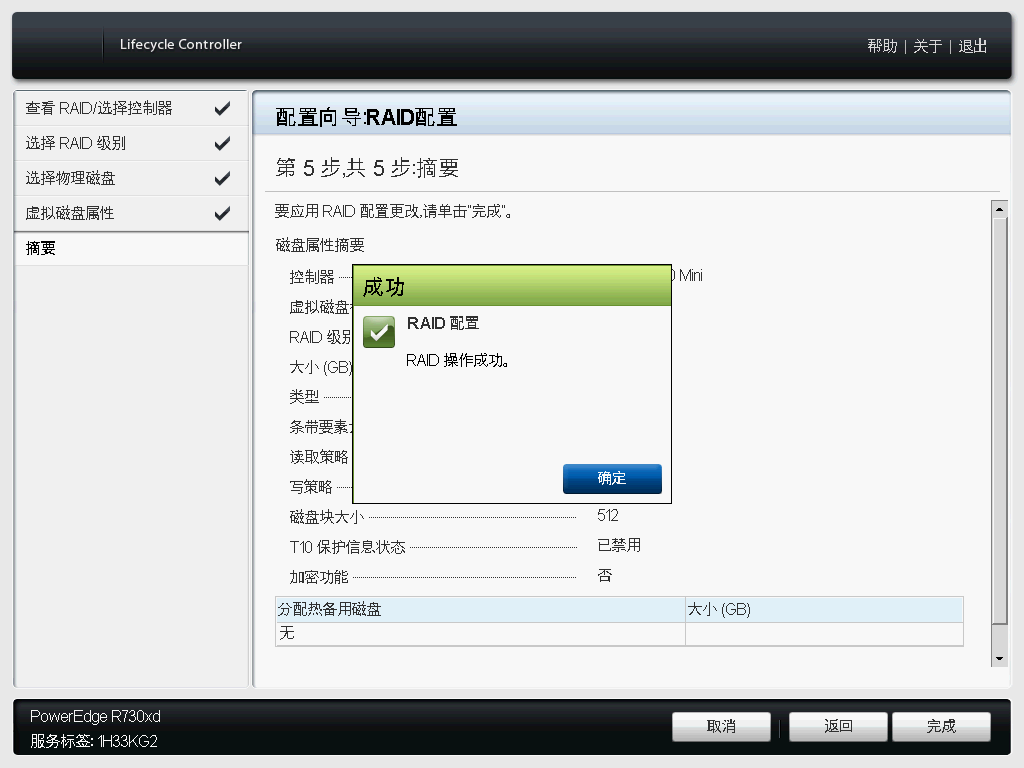 Lifecycle Controller
帮助 | 关于 | 退出
查看 RAID/选择控制器
选择 RAID 级别
选择物理磁盘
虚拟磁盘属性
摘要
配置向导:RAID配置
第 5 步,共 5 步:摘要
要应用 RAID 配置更改,请单击"完成"。
磁盘属性摘要
控制器 Mini
虚拟磁盘
RAID 级别
大小 (GB)
类型
条带要素
读取策略
写策略
成功
RAID 配置
RAID 操作成功。
确定
磁盘块大小 512
T10 保护信息状态 已禁用
加密功能 否
分配热备用磁盘 大小 (GB)
无
PowerEdge R730xd
服务标签: 1H33KG2
取消 返回 完成